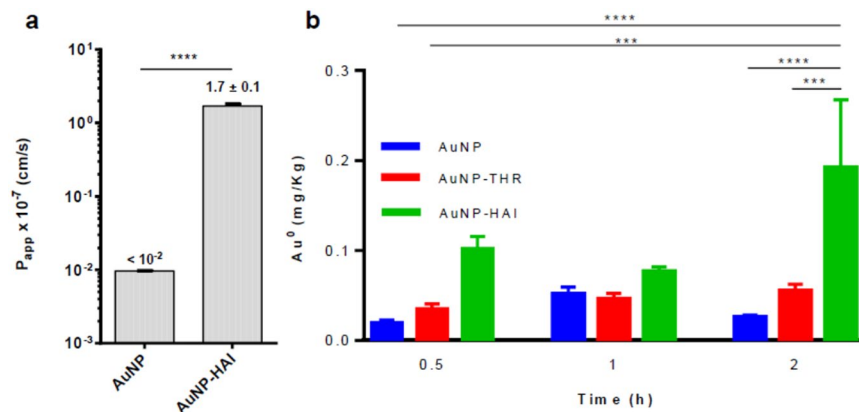 a
****
1.7 ± 0.1
< 10⁻²
10¹
10⁰
10⁻¹
10⁻²
10⁻³
Pₐₚₚ x 10⁻⁷ (cm/s)
AuNP
AuNP-HAI
b
****
***
****
***
0.3
0.2
0.1
0.0
Au⁰ (mg/Kg)
AuNP
AuNP-THR
AuNP-HAI
0.5 1 2
Time (h)